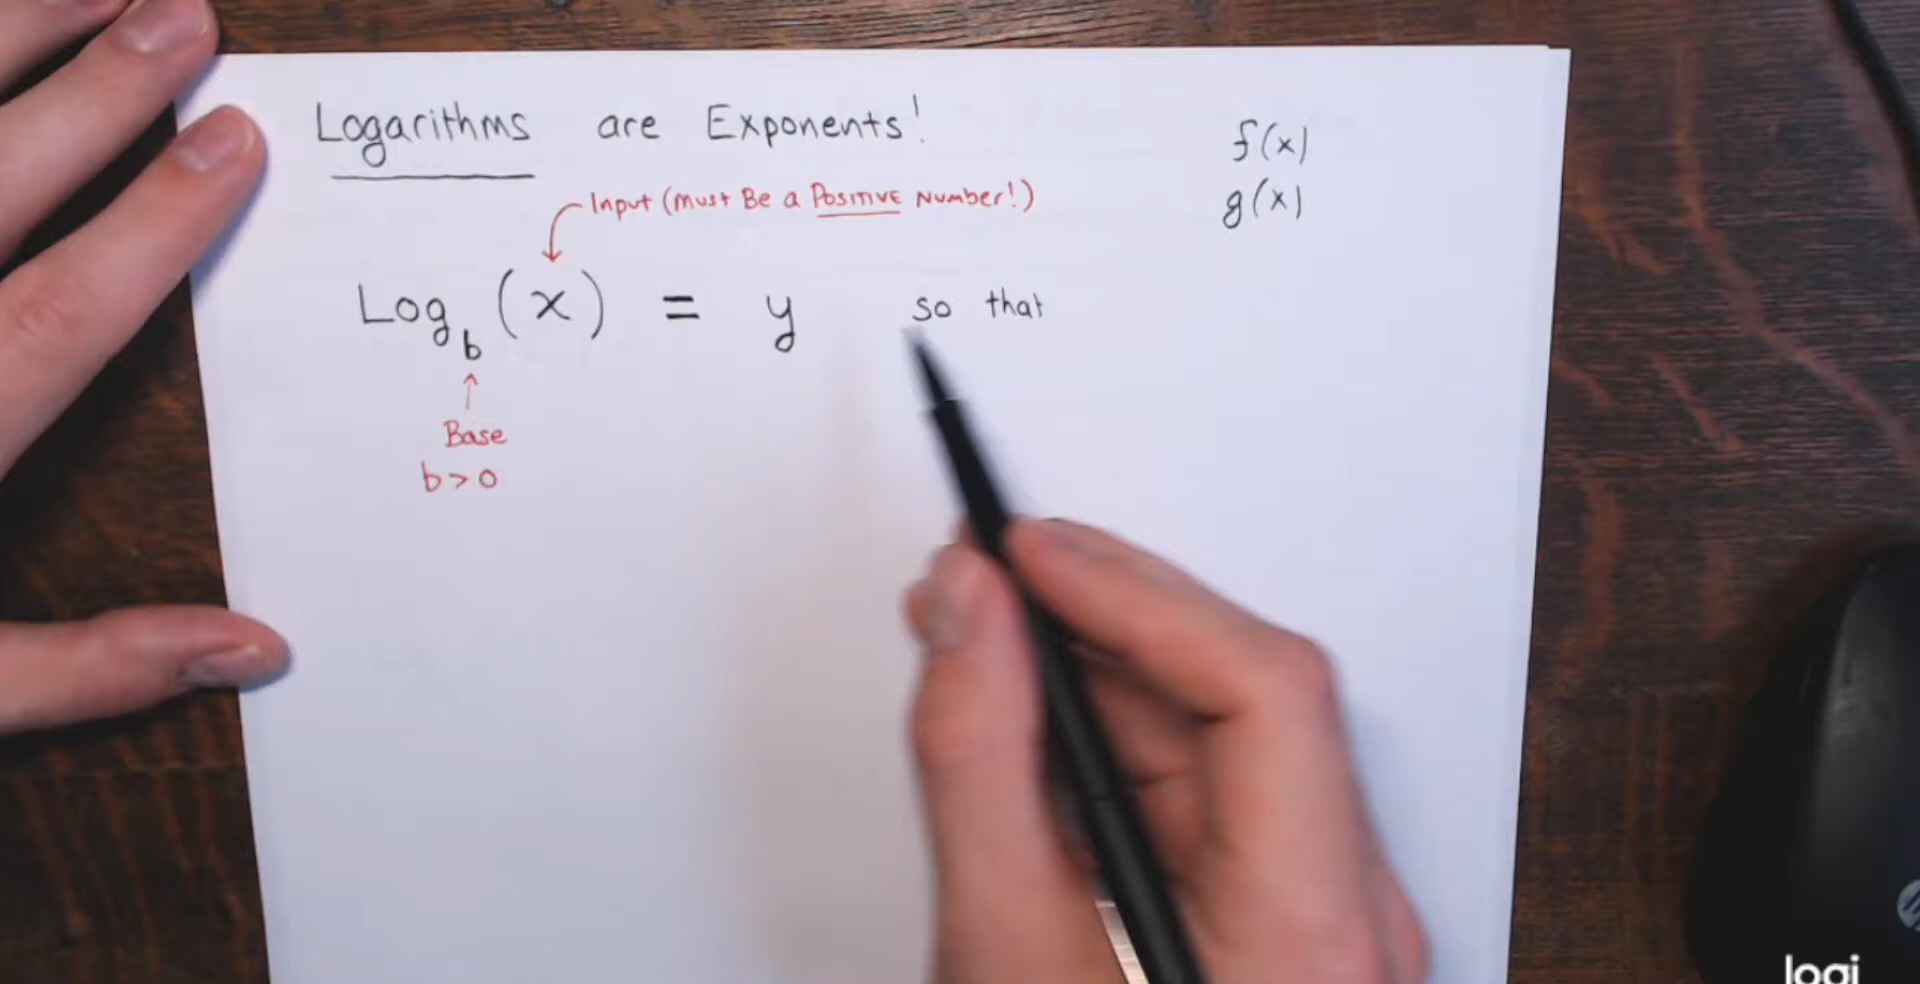 Logarithms are Exponents!
Input (Must Be a Positive Number!)
Log_b (x) = y so that
Base
b > 0
f(x)
g(x)
logi